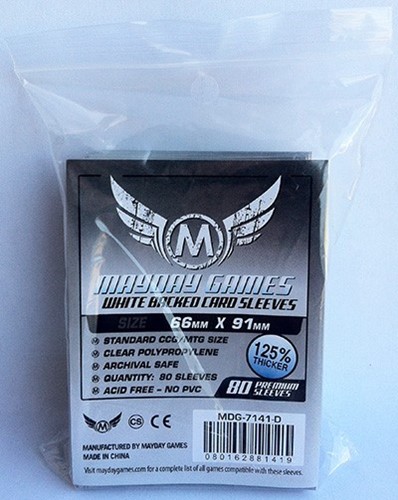 M
MAYDAY GAMES
WHITE BACKED CARD SLEEVES
SIZE 66MM X 91MM
STANDARD CCG/MTG SIZE
CLEAR POLYPROPYLENE
ARCHIVAL SAFE
QUANTITY: 80 SLEEVES
ACID FREE - NO PVC
125%
THICKER
80 PREMIUM
SLEEVES
M CS CE
MDG-7141-D
MANUFACTURED BY MAYDAY GAMES
MADE IN CHINA
080162881419
Visit maydaygames.com for a complete list of all games compatible with these sleeves.